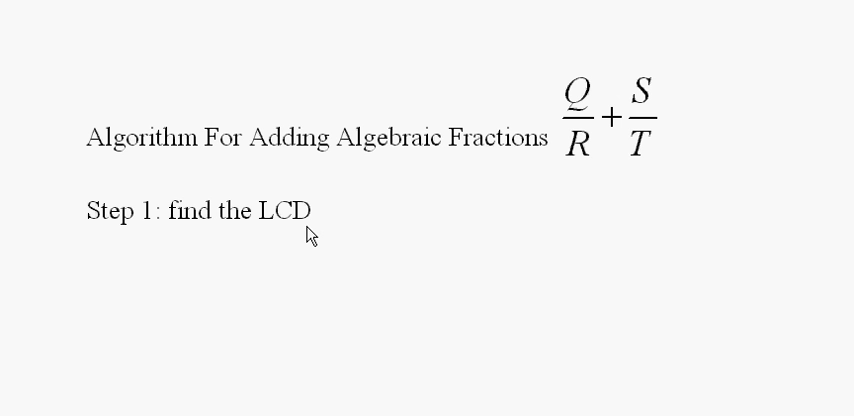 Algorithm For Adding Algebraic Fractions Q/R + S/T
Step 1: find the LCD